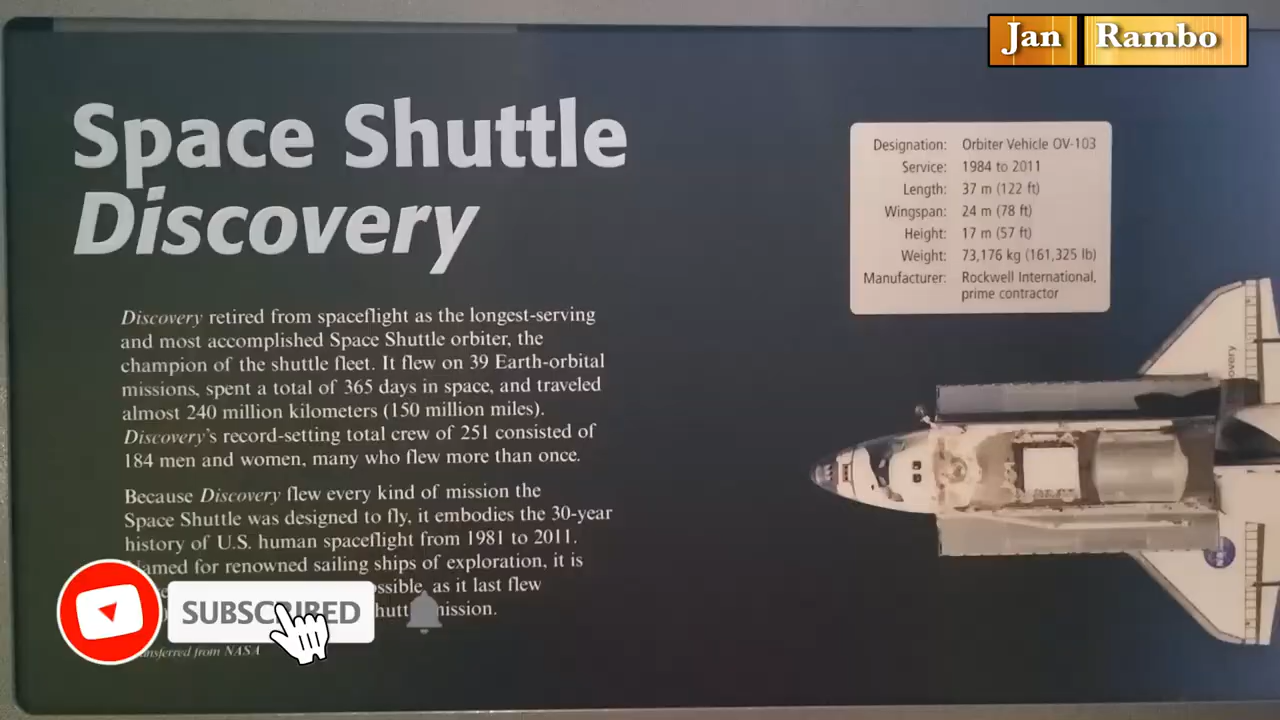 Jan Rambo
Space Shuttle
Discovery
Discovery retired from spaceflight as the longest-serving
and most accomplished Space Shuttle orbiter, the
champion of the shuttle fleet. It flew on 39 Earth-orbital
missions, spent a total of 365 days in space, and traveled
almost 240 million kilometers (150 million miles).
Discovery's record-setting total crew of 251 consisted of
184 men and women, many who flew more than once.
Because Discovery flew every kind of mission the
Space Shuttle was designed to fly, it embodies the 30-year
history of U.S. human spaceflight from 1981 to 2011.
Named for renowned sailing ships of exploration, it is
as it last flew
mission.
from NASA
SUBSCRIBED
Designation: Orbiter Vehicle OV-103
Service: 1984 to 2011
Length: 37 m (122 ft)
Wingspan: 24 m (78 ft)
Height: 17 m (57 ft)
Weight: 73,176 kg (161,325 lb)
Manufacturer: Rockwell International,
prime contractor